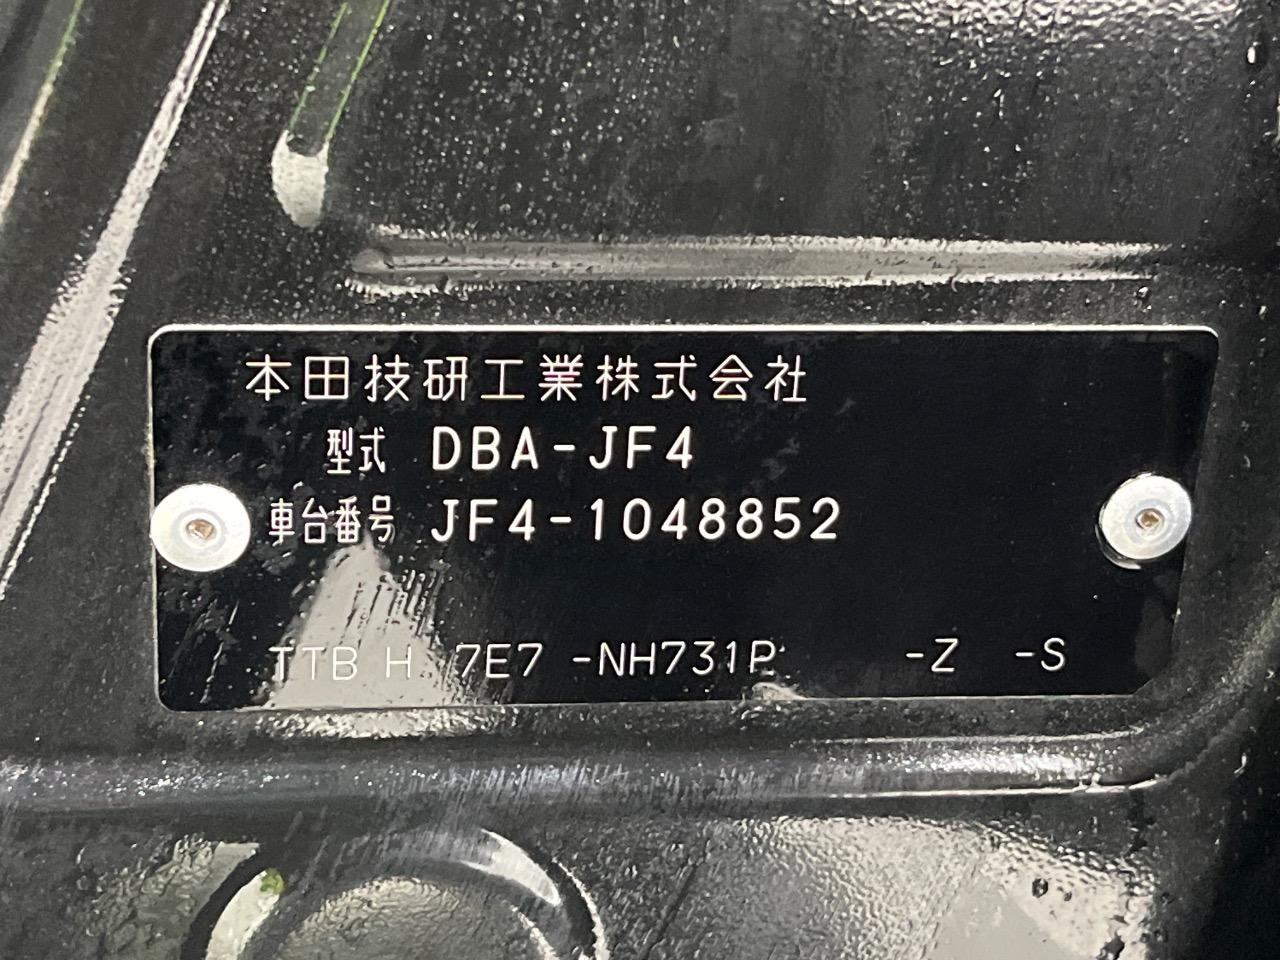 本田技研工業株式会社
型式 DBA-JF4
車台番号 JF4-1048852
TTB H 7E7 -NH731P -Z -S